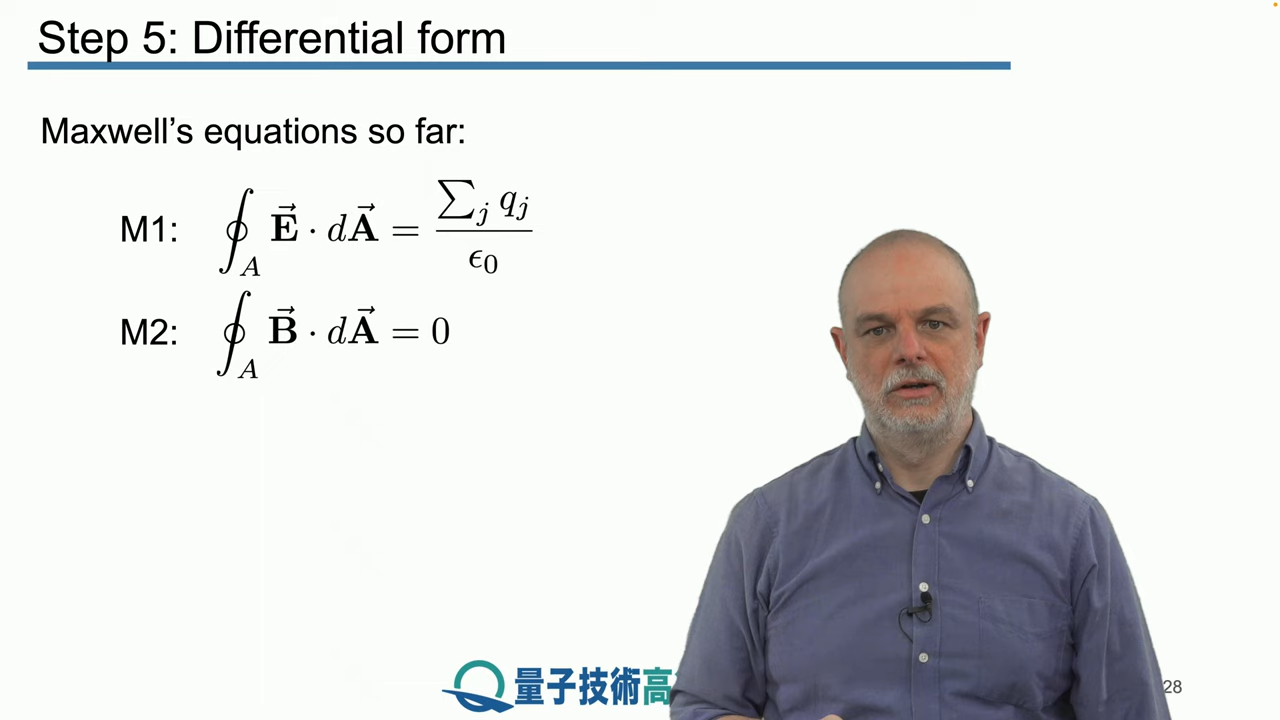 Step 5: Differential form
Maxwell’s equations so far:
M1: ∮_A E⃗ · dA⃗ = ∑_j q_j / ϵ₀
M2: ∮_A B⃗ · dA⃗ = 0
量子技術高
28